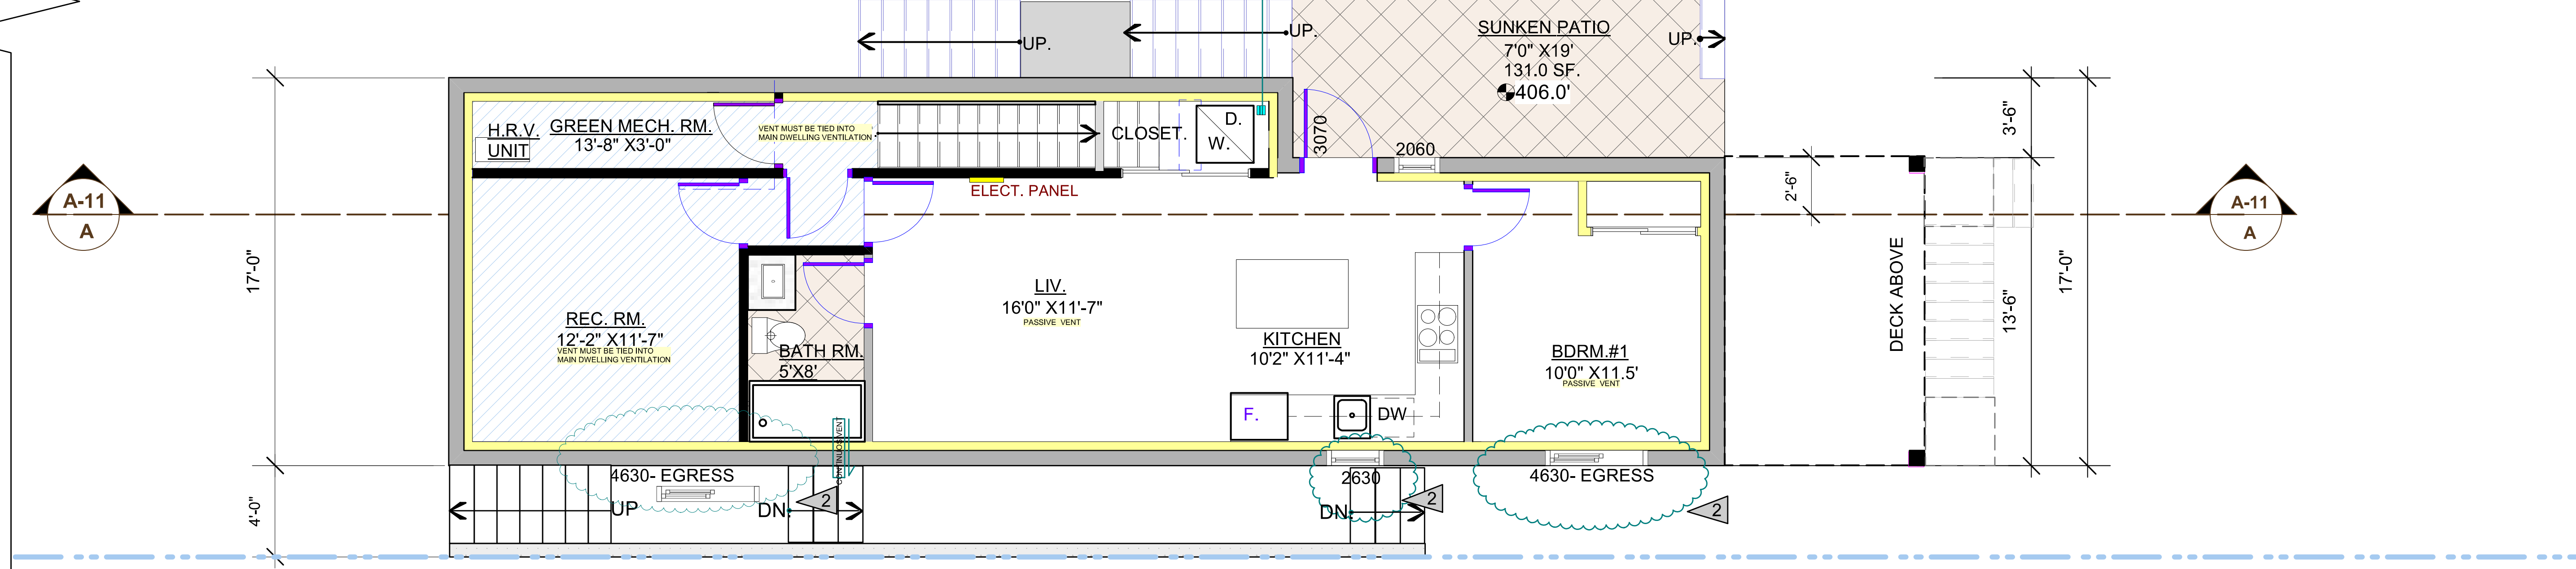 UP.
UP.
SUNKEN PATIO
7'0" X19'
131.0 SF.
406.0'
UP.
H.R.V.
UNIT
GREEN MECH. RM.
13'-8" X3'-0"
VENT MUST BE TIED INTO
MAIN DWELLING VENTILATION
CLOSET.
D.
W.
3070
2060
ELECT. PANEL
A-11
A
A-11
A
3'-6"
2'-6"
17'-0"
13'-6"
17'-0"
DECK ABOVE
REC. RM.
12'-2" X11'-7"
VENT MUST BE TIED INTO
MAIN DWELLING VENTILATION
BATH RM.
5'X8'
LIV.
16'0" X11'-7"
PASSIVE VENT
KITCHEN
10'2" X11'-4"
BDRM.#1
10'0" X11.5'
PASSIVE VENT
F.
DW
4630- EGRESS
2630
4630- EGRESS
4'-0"
UP
DN.
2
DN.
2
2